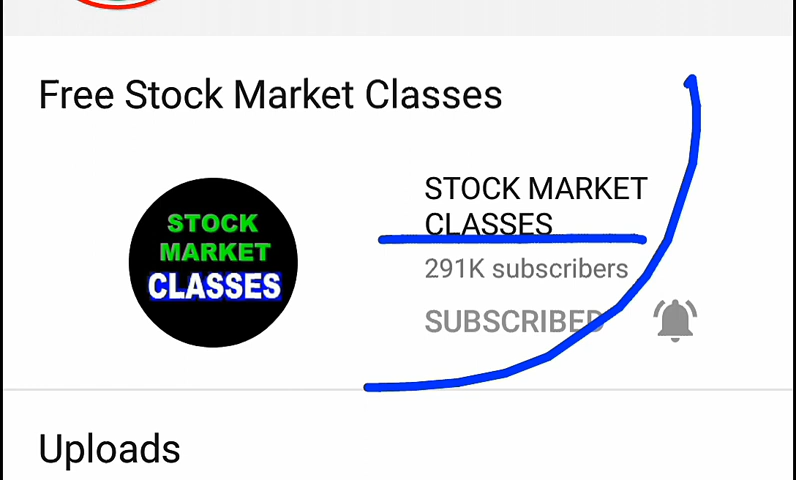 Free Stock Market Classes
STOCK
MARKET
CLASSES
STOCK MARKET
CLASSES
291K subscribers
SUBSCRIBED
Uploads